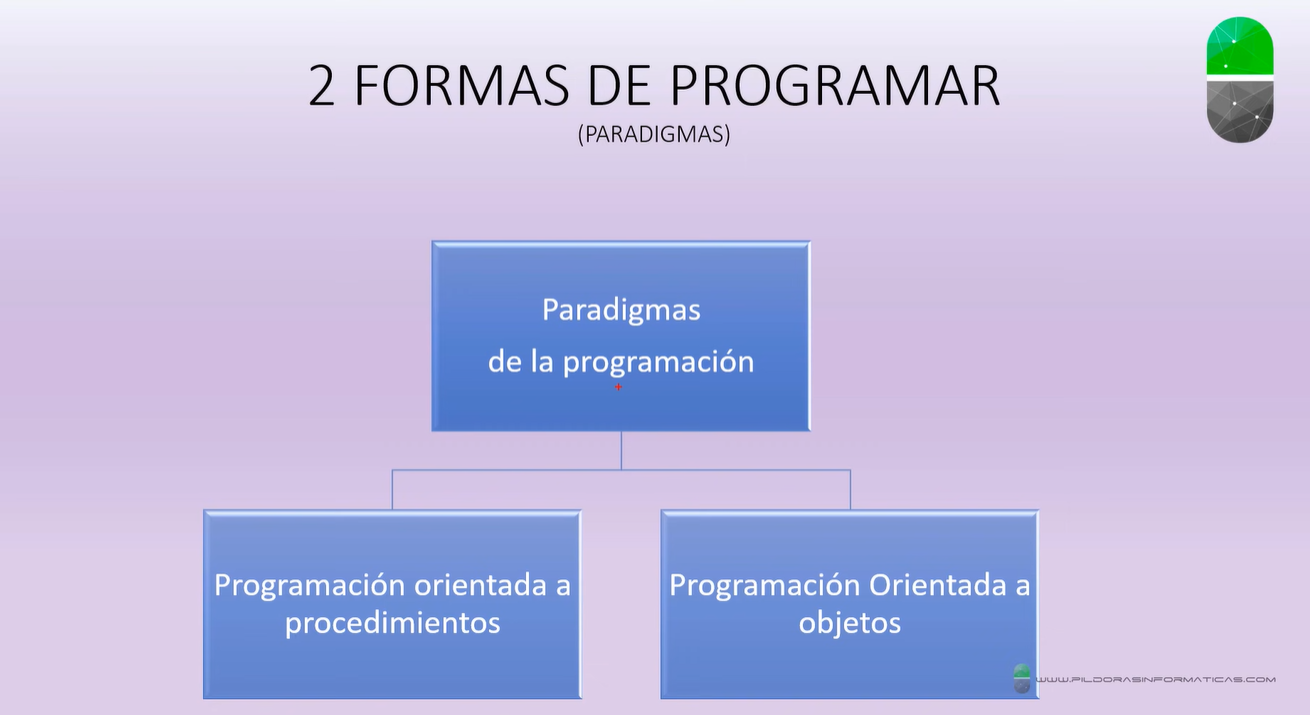 2 FORMAS DE PROGRAMAR
(PARADIGMAS)
Paradigmas
de la programación
Programación orientada a
procedimientos
Programación Orientada a
objetos
WWW.PILDORASINFORMATICAS.COM